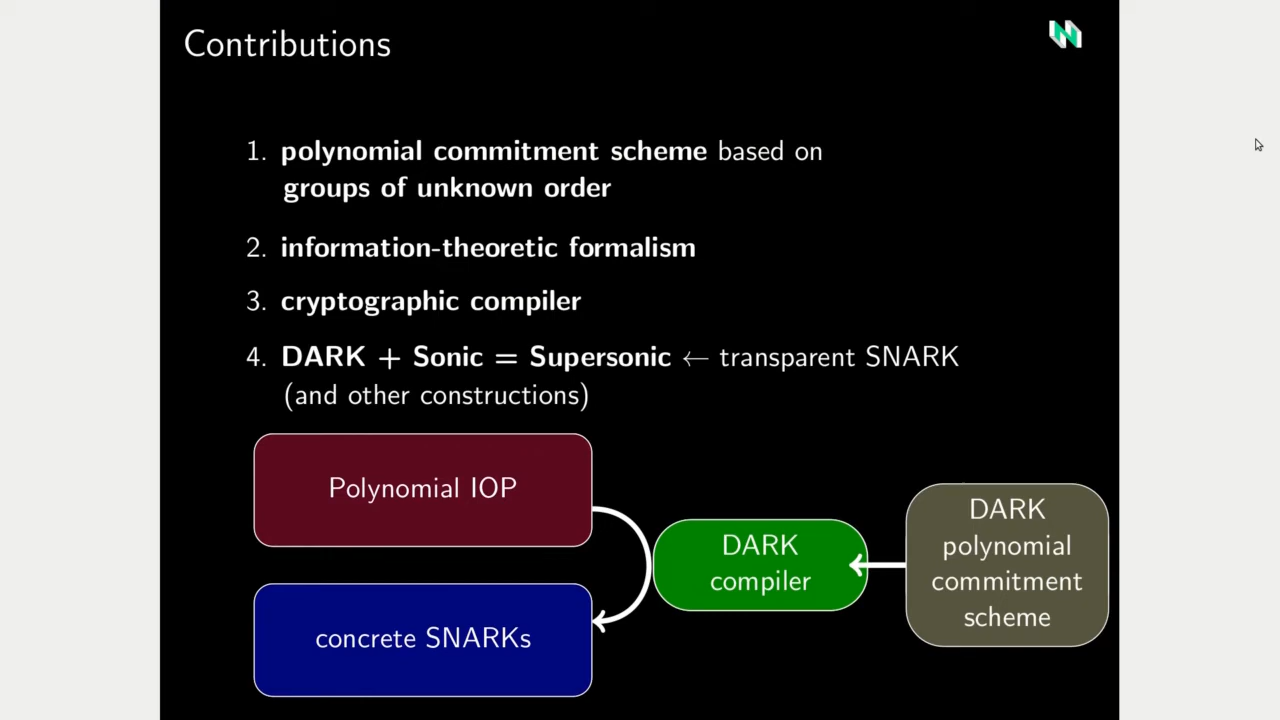 Contributions
1. polynomial commitment scheme based on
groups of unknown order
2. information-theoretic formalism
3. cryptographic compiler
4. DARK + Sonic = Supersonic ← transparent SNARK
(and other constructions)
Polynomial IOP
concrete SNARKs
DARK
compiler
DARK
polynomial
commitment
scheme